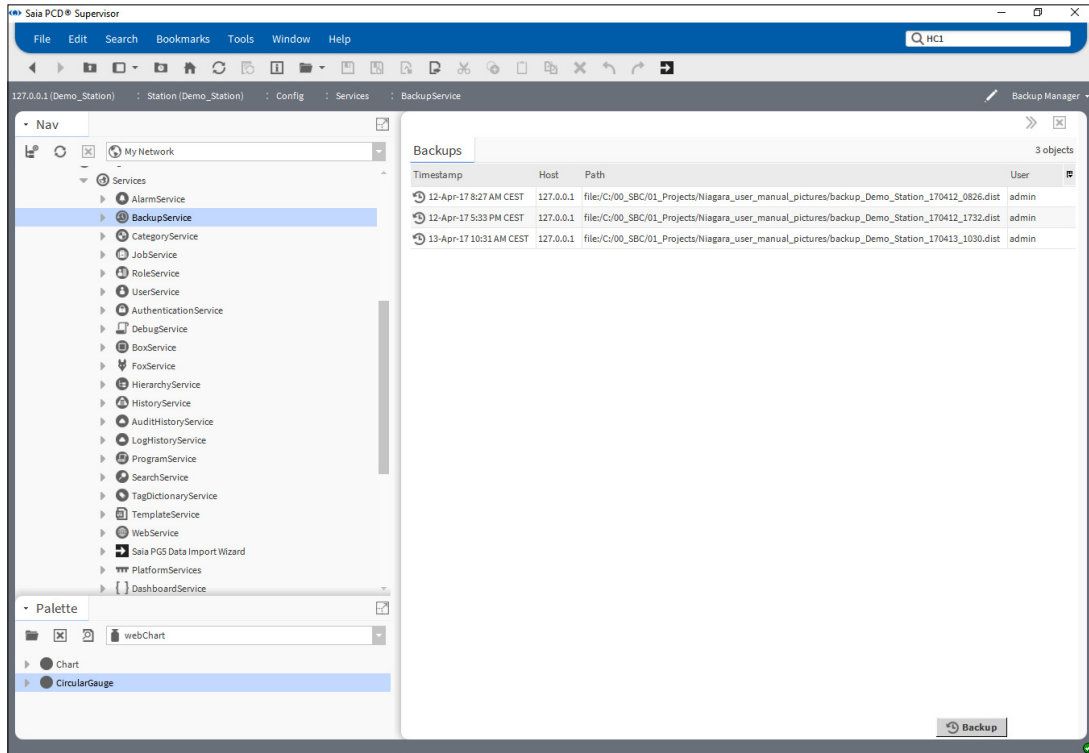 Saia PCD® Supervisor
File Edit Search Bookmarks Tools Window Help
HC1
127.0.0.1 (Demo_Station) : Station (Demo_Station) : Config : Services : BackupService
Backup Manager
Nav
My Network
Services
AlarmService
BackupService
CategoryService
JobService
RoleService
UserService
AuthenticationService
DebugService
BoxService
FoxService
HierarchyService
HistoryService
AuditHistoryService
LogHistoryService
ProgramService
SearchService
TagDictionaryService
TemplateService
WebService
Saia PG5 Data Import Wizard
PlatformServices
DashboardService
Palette
webChart
Chart
CircularGauge
Backups
3 objects
Timestamp Host Path User
12-Apr-17 8:27 AM CEST 127.0.0.1 file:/C:/00_SBC/01_Projects/Niagara_user_manual_pictures/backup_Demo_Station_170412_0826.dist admin
12-Apr-17 5:33 PM CEST 127.0.0.1 file:/C:/00_SBC/01_Projects/Niagara_user_manual_pictures/backup_Demo_Station_170412_1732.dist admin
13-Apr-17 10:31 AM CEST 127.0.0.1 file:/C:/00_SBC/01_Projects/Niagara_user_manual_pictures/backup_Demo_Station_170413_1030.dist admin
Backup